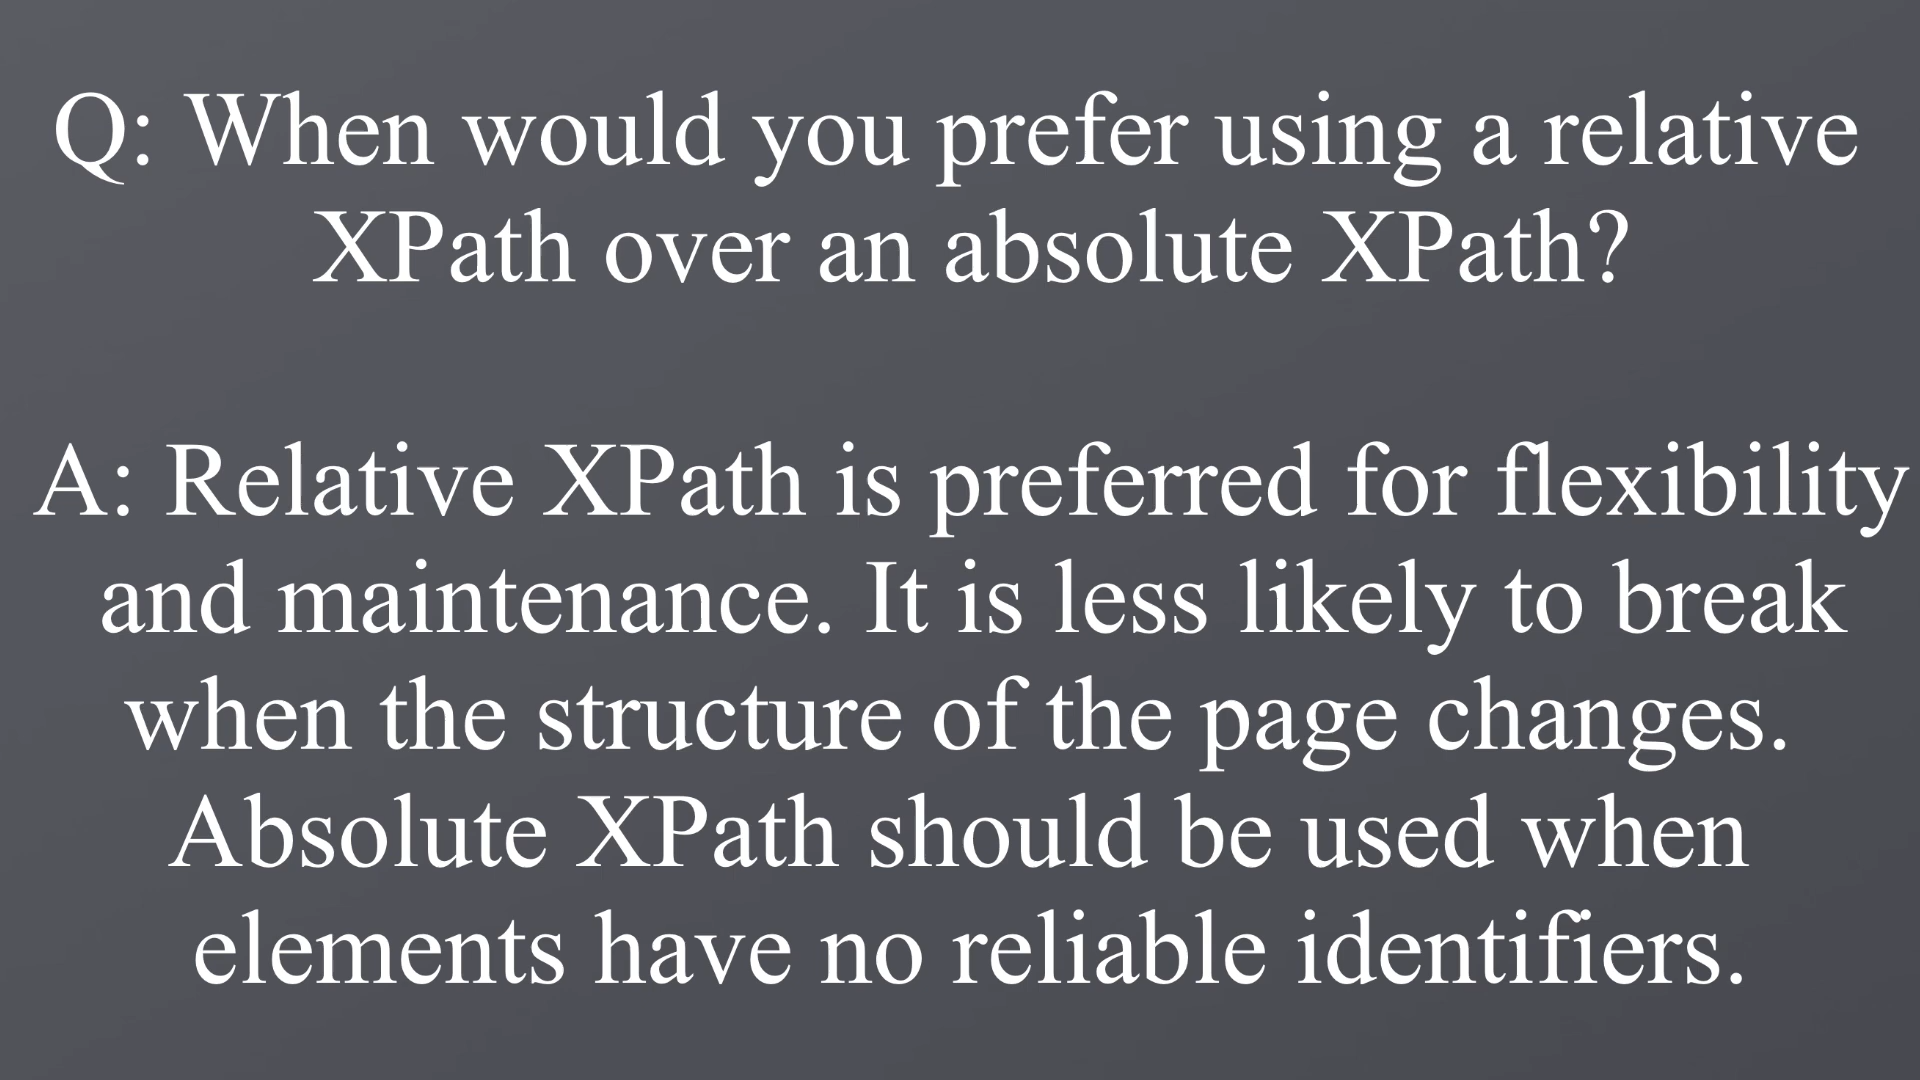 Q: When would you prefer using a relative
XPath over an absolute XPath?
A: Relative XPath is preferred for flexibility
and maintenance. It is less likely to break
when the structure of the page changes.
Absolute XPath should be used when
elements have no reliable identifiers.